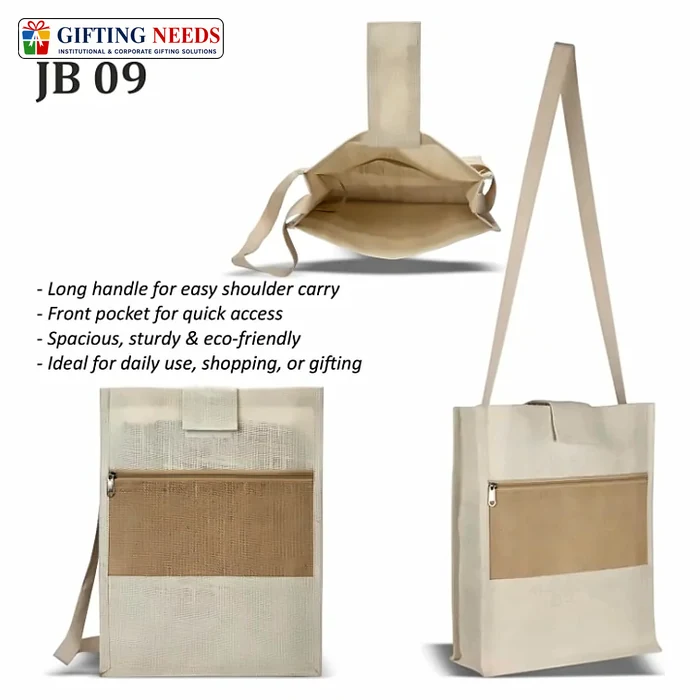 GIFTING NEEDS
INSTITUTIONAL & CORPORATE GIFTING SOLUTIONS
JB 09
- Long handle for easy shoulder carry
- Front pocket for quick access
- Spacious, sturdy & eco-friendly
- Ideal for daily use, shopping, or gifting